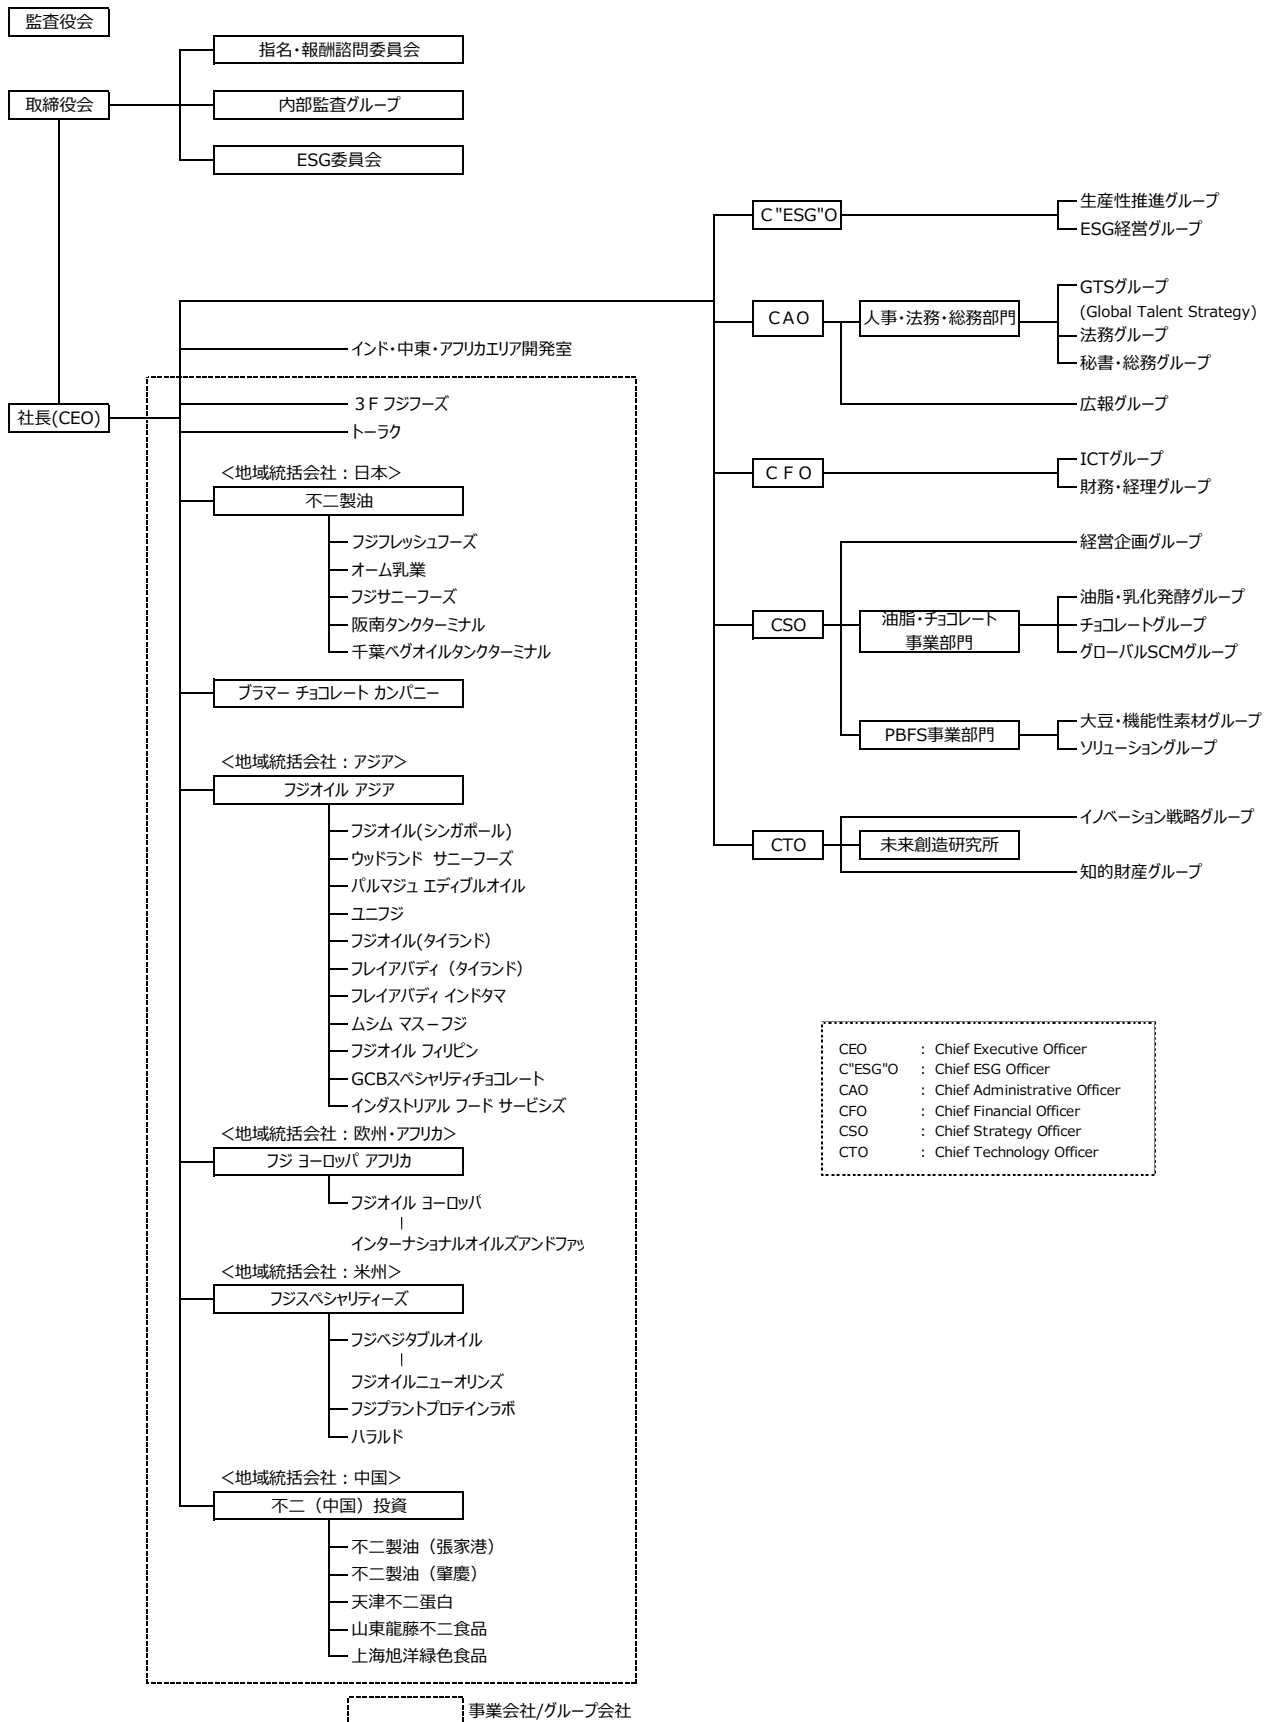 監査役会
指名・報酬諮問委員会
取締役会
内部監査グループ
ESG委員会
社長(CEO)
インド・中東・アフリカエリア開発室
３Ｆ フジフーズ
トーラク
＜地域統括会社：日本＞
不二製油
フジフレッシュフーズ
オーム乳業
フジサニーフーズ
阪南タンクターミナル
千葉ベグオイルタンクターミナル
ブラマー チョコレート カンパニー
＜地域統括会社：アジア＞
フジオイル アジア
フジオイル(シンガポール)
ウッドランド サニーフーズ
パルマジュ エディブルオイル
ユニフジ
フジオイル(タイランド）
フレイアバディ（タイランド）
フレイアバディ インドタマ
ムシム マス－フジ
フジオイル フィリピン
GCBスペシャリティチョコレート
インダストリアル フード サービシズ
＜地域統括会社：欧州・アフリカ＞
フジ ヨーロッパ アフリカ
フジオイル ヨーロッパ
インターナショナルオイルズアンドファッ
＜地域統括会社：米州＞
フジスペシャリティーズ
フジベジタブルオイル
フジオイルニューオリンズ
フジプラントプロテインラボ
ハラルド
＜地域統括会社：中国＞
不二（中国）投資
不二製油（張家港）
不二製油（肇慶）
天津不二蛋白
山東龍藤不二食品
上海旭洋緑色食品
事業会社/グループ会社
C"ESG"O
生産性推進グループ
ESG経営グループ
CAO
人事・法務・総務部門
GTSグループ
(Global Talent Strategy)
法務グループ
秘書・総務グループ
広報グループ
ＣＦＯ
ICTグループ
財務・経理グループ
経営企画グループ
CSO
油脂・チョコレート
事業部門
油脂・乳化発酵グループ
チョコレートグループ
グローバルSCMグループ
PBFS事業部門
大豆・機能性素材グループ
ソリューショングループ
イノベーション戦略グループ
CTO
未来創造研究所
知的財産グループ
CEO : Chief Executive Officer
C"ESG"O : Chief ESG Officer
CAO : Chief Administrative Officer
CFO : Chief Financial Officer
CSO : Chief Strategy Officer
CTO : Chief Technology Officer